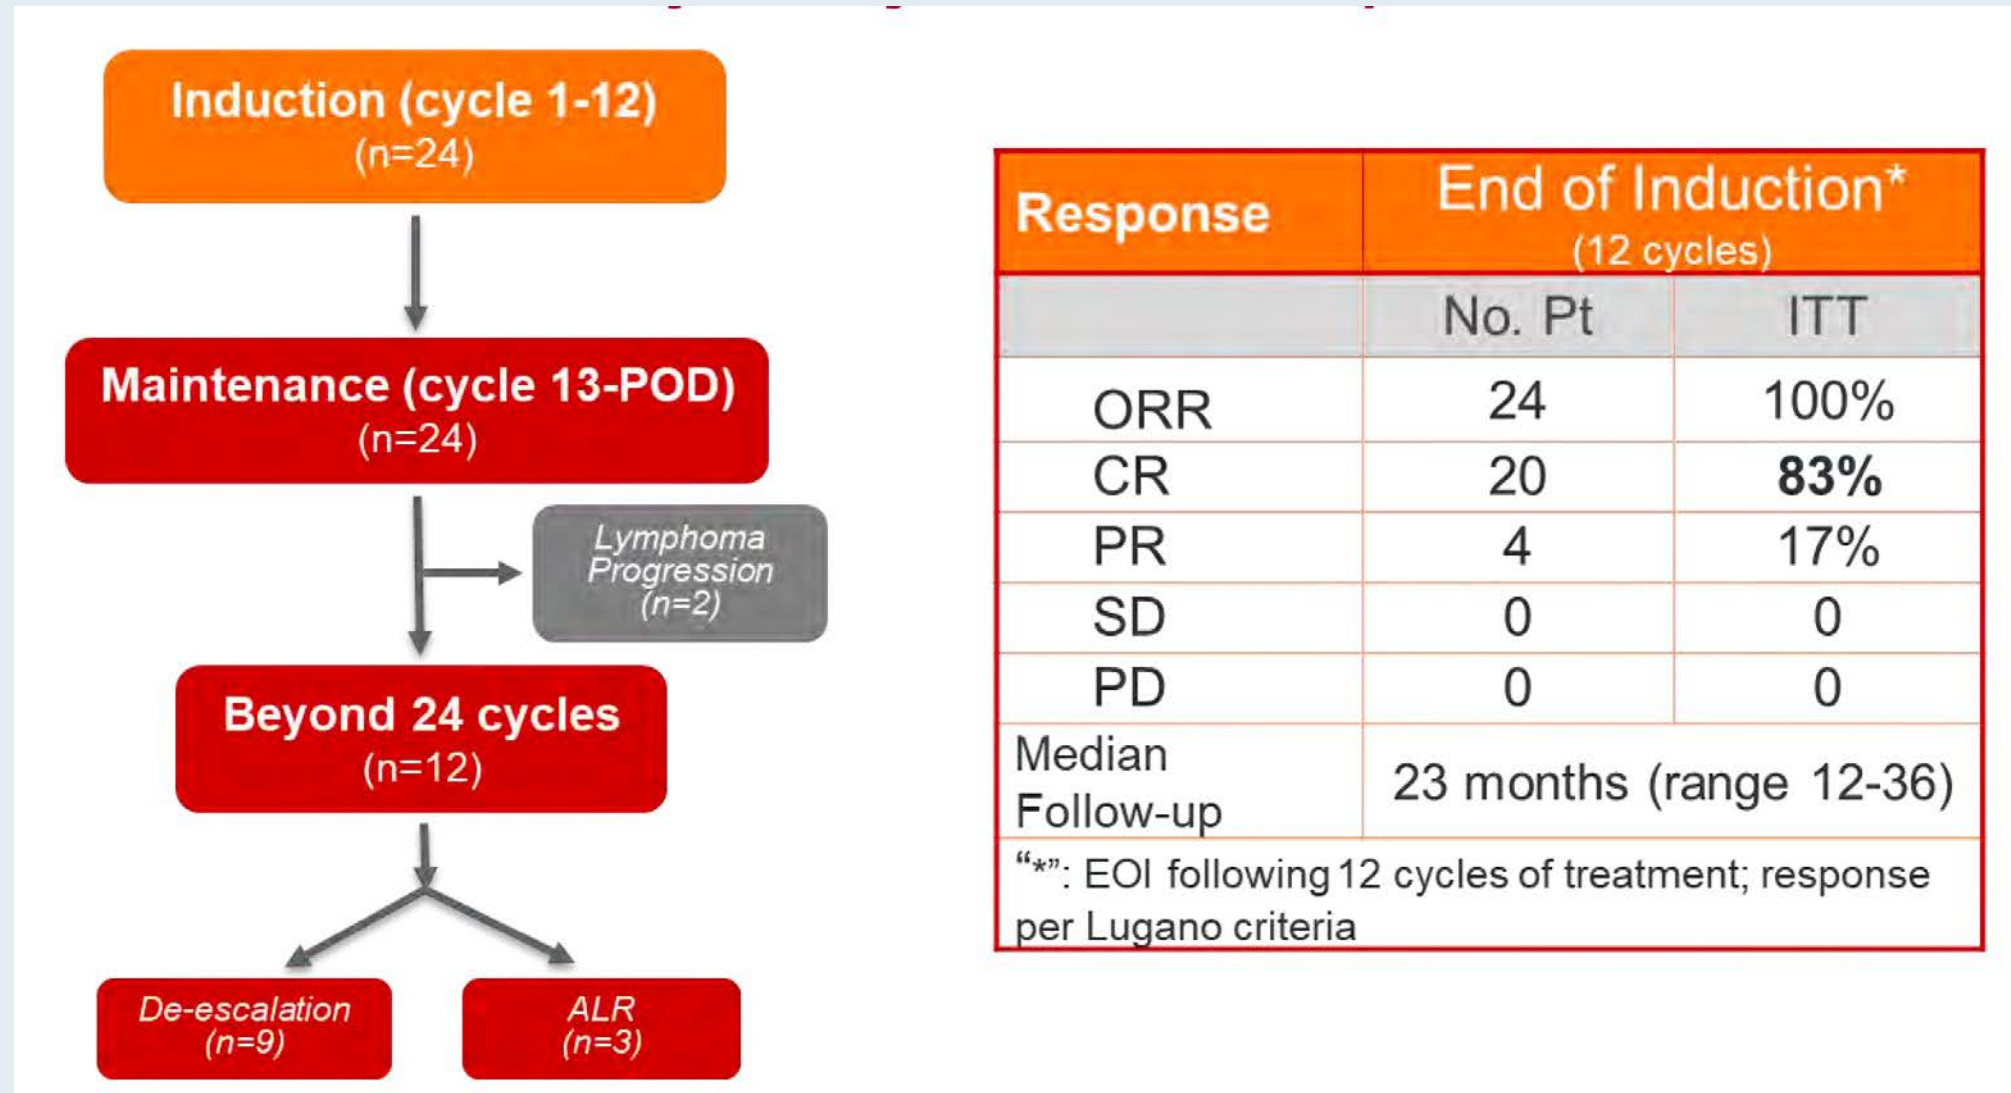 Induction (cycle 1-12)
(n=24)
Maintenance (cycle 13-POD)
(n=24)
Lymphoma
Progression
(n=2)
Beyond 24 cycles
(n=12)
De-escalation
(n=9)
ALR
(n=3)
Response
End of Induction*
(12 cycles)
No. Pt ITT
ORR 24 100%
CR 20 83%
PR 4 17%
SD 0 0
PD 0 0
Median
Follow-up
23 months (range 12-36)
“*”: EOI following 12 cycles of treatment; response
per Lugano criteria